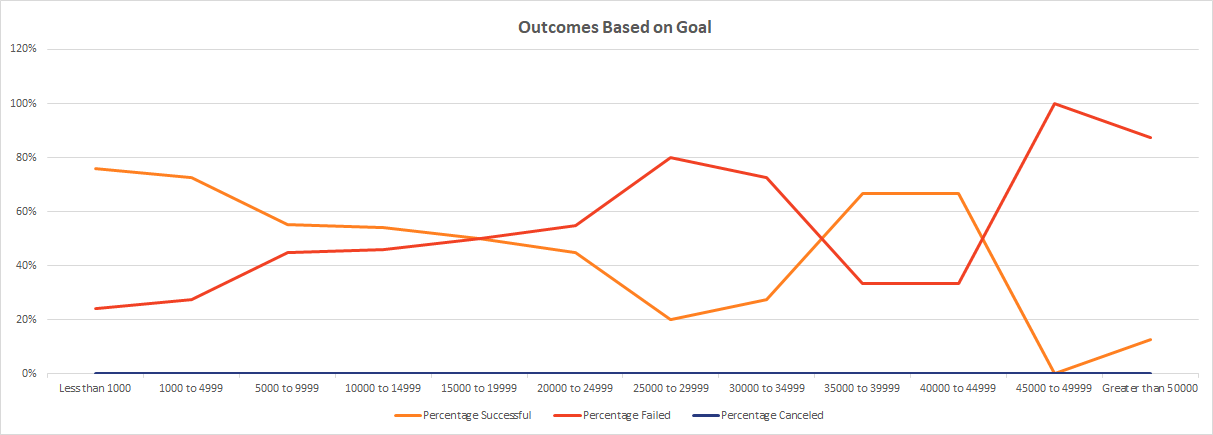 Outcomes Based on Goal
120%
100%
80%
60%
40%
20%
0%
Less than 1000 1000 to 4999 5000 to 9999 10000 to 14999 15000 to 19999 20000 to 24999 25000 to 29999 30000 to 34999 35000 to 39999 40000 to 44999 45000 to 49999 Greater than 50000
Percentage Successful Percentage Failed Percentage Canceled